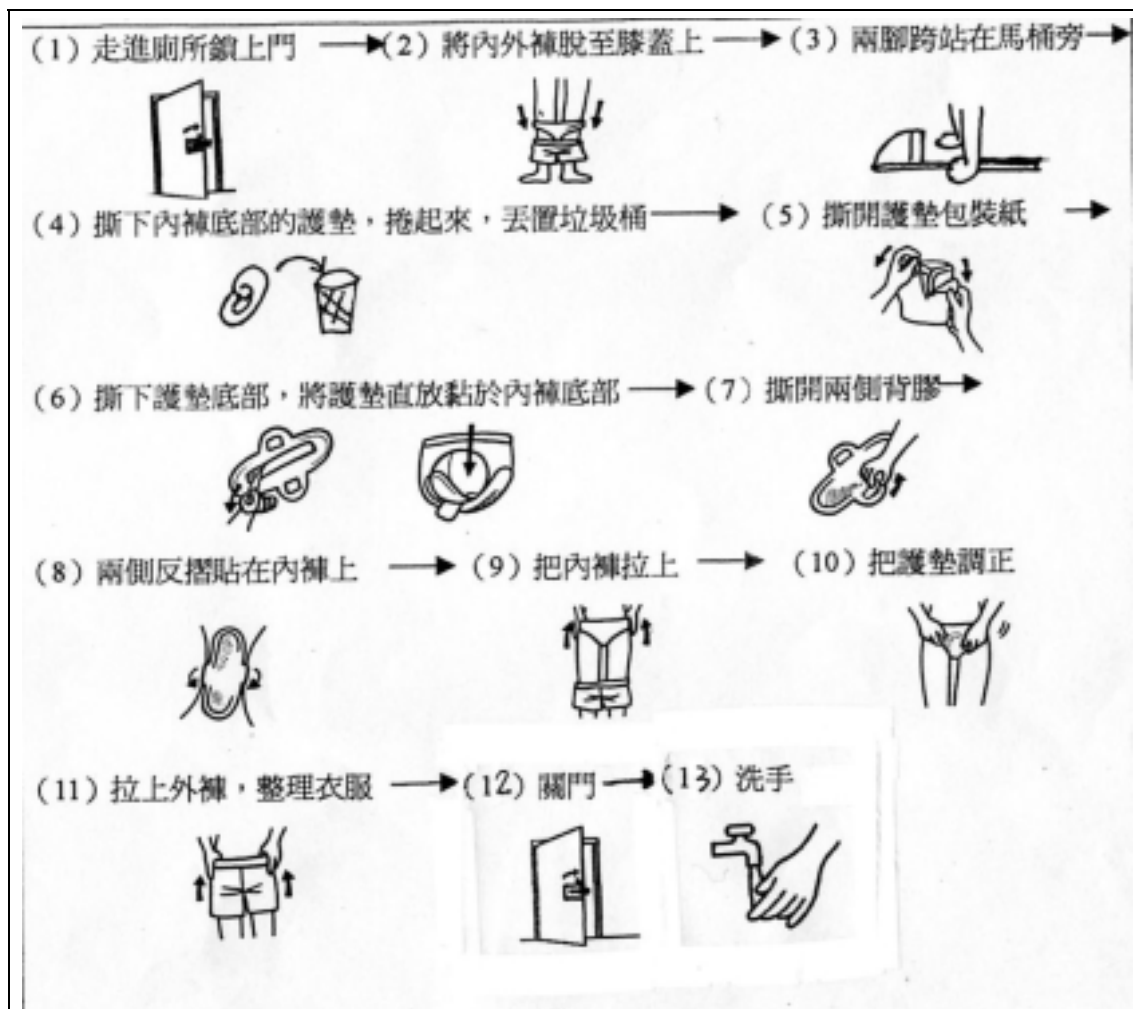 (1) 走進廁所鎖上門 → (2) 將內外褲脫至膝蓋上 → (3) 兩腳跨站在馬桶旁 →
(4) 撕下內褲底部的護墊，捲起來，丟置垃圾桶 → (5) 撕開護墊包裝紙 →
(6) 撕下護墊底部，將護墊直放黏於內褲底部 → (7) 撕開兩側背膠 →
(8) 兩側反摺貼在內褲上 → (9) 把內褲拉上 → (10) 把護墊調正
(11) 拉上外褲，整理衣服 → (12) 關門 → (13) 洗手